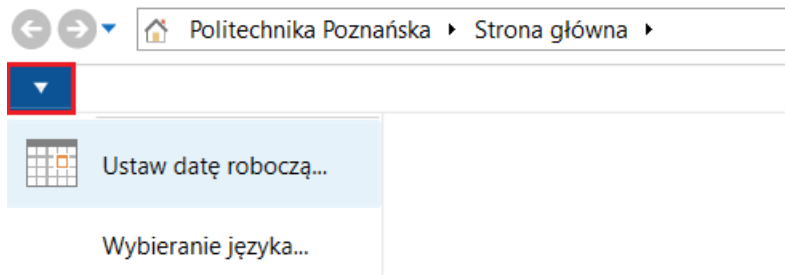 Politechnika Poznańska Strona główna
Ustaw datę roboczą...
Wybieranie języka...